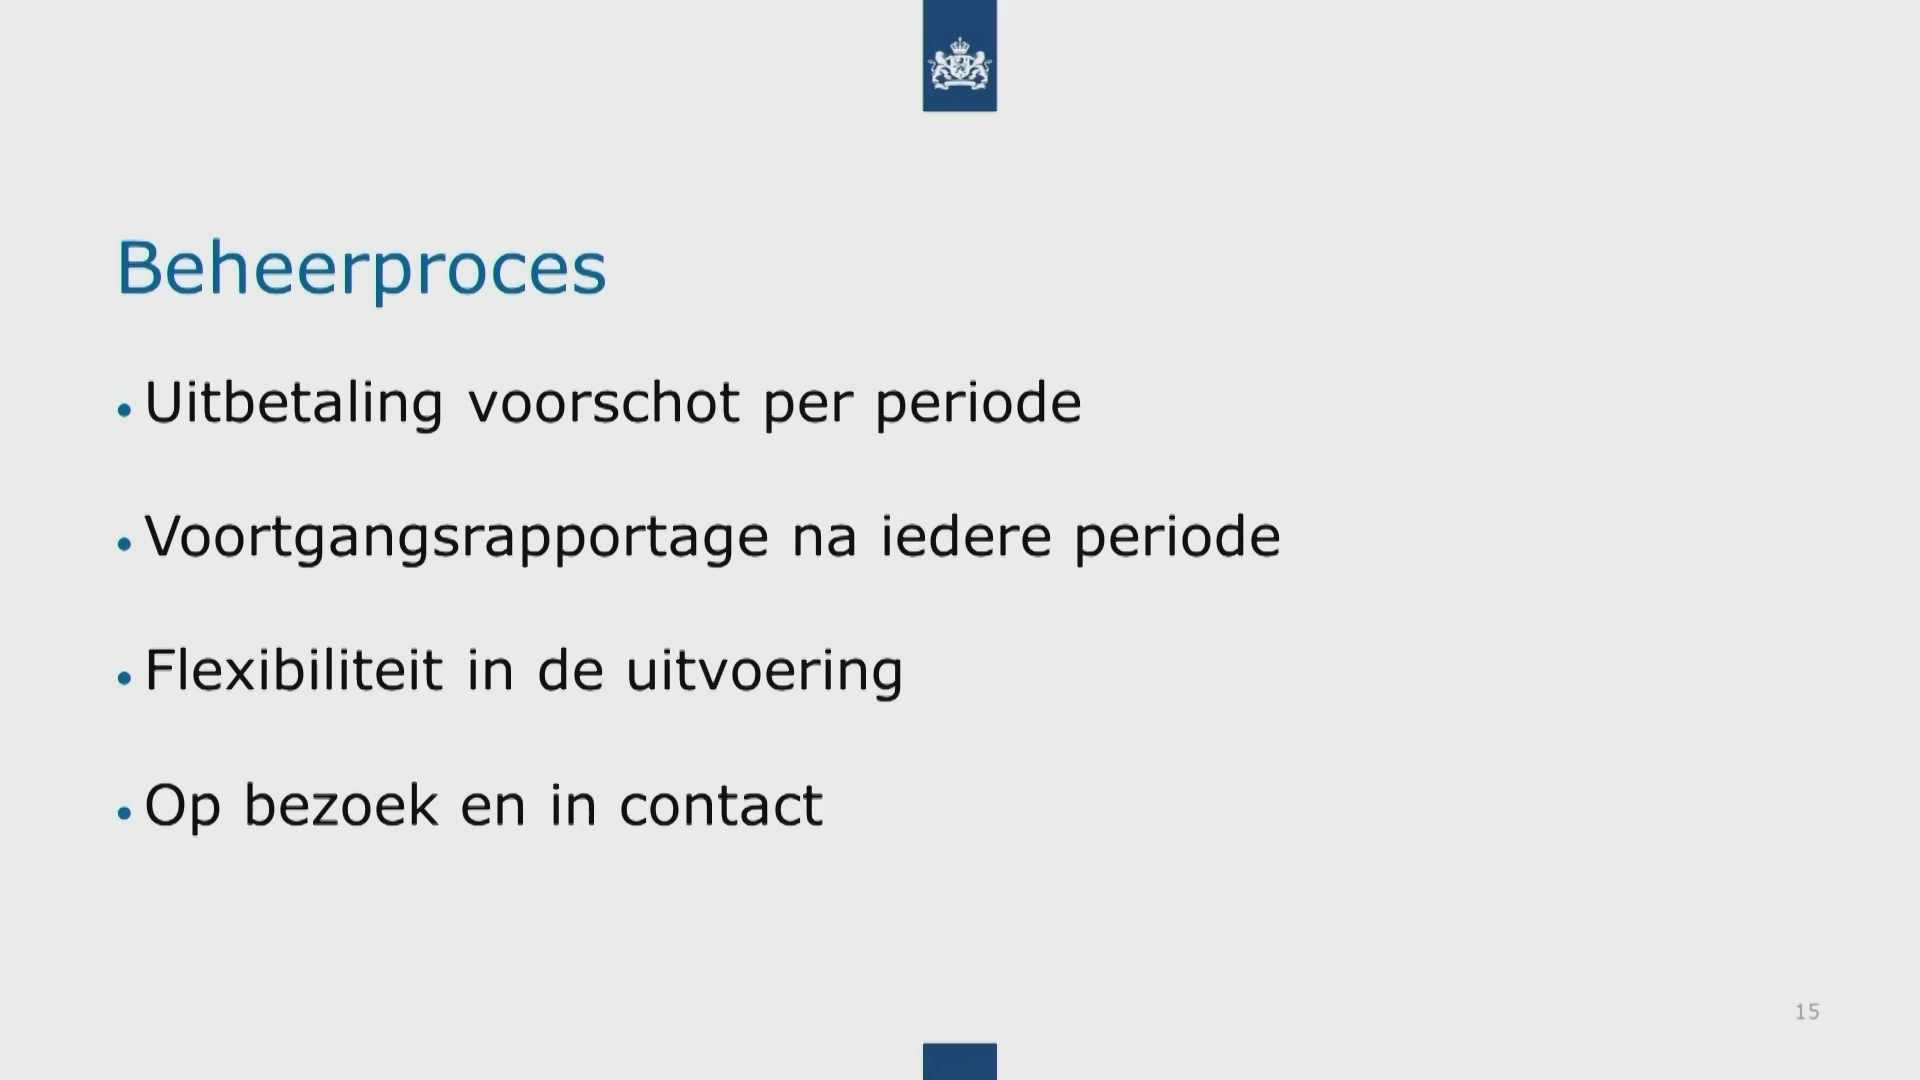 Beheerproces
• Uitbetaling voorschot per periode
• Voortgangsrapportage na iedere periode
• Flexibiliteit in de uitvoering
• Op bezoek en in contact
15